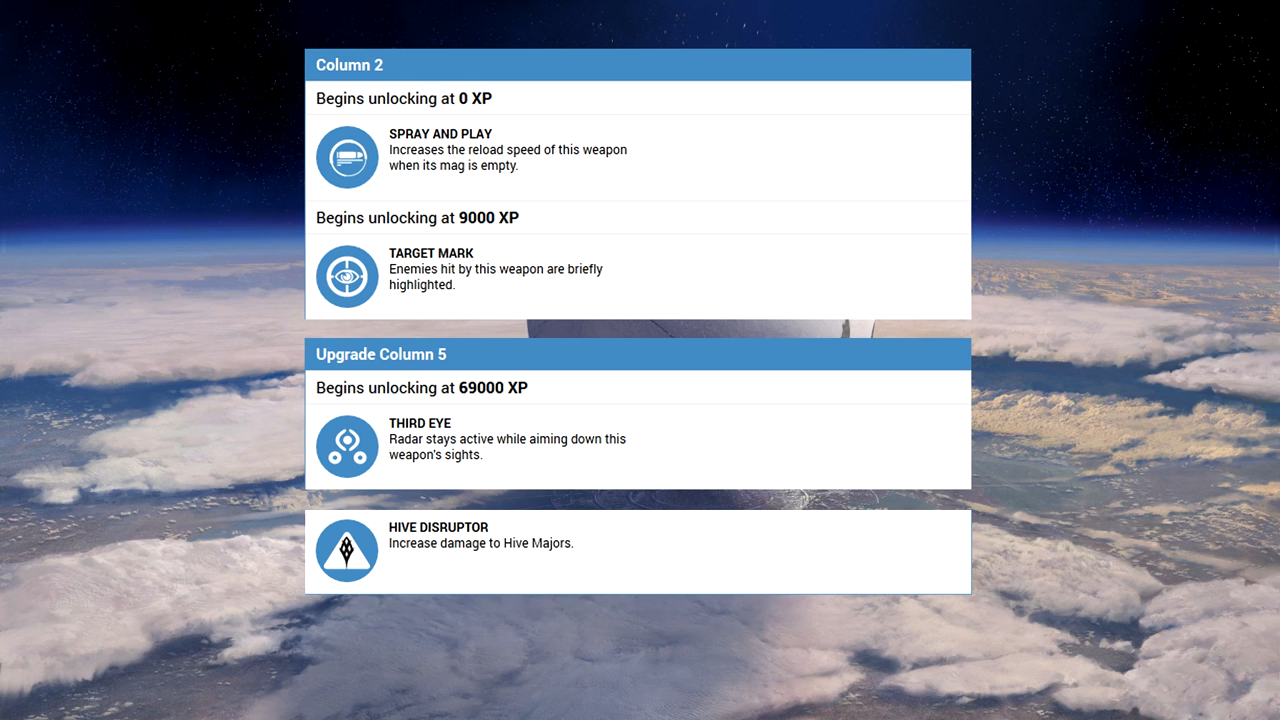 Column 2
Begins unlocking at 0 XP
SPRAY AND PLAY
Increases the reload speed of this weapon
when its mag is empty.
Begins unlocking at 9000 XP
TARGET MARK
Enemies hit by this weapon are briefly
highlighted.
Upgrade Column 5
Begins unlocking at 69000 XP
THIRD EYE
Radar stays active while aiming down this
weapon's sights.
HIVE DISRUPTOR
Increase damage to Hive Majors.